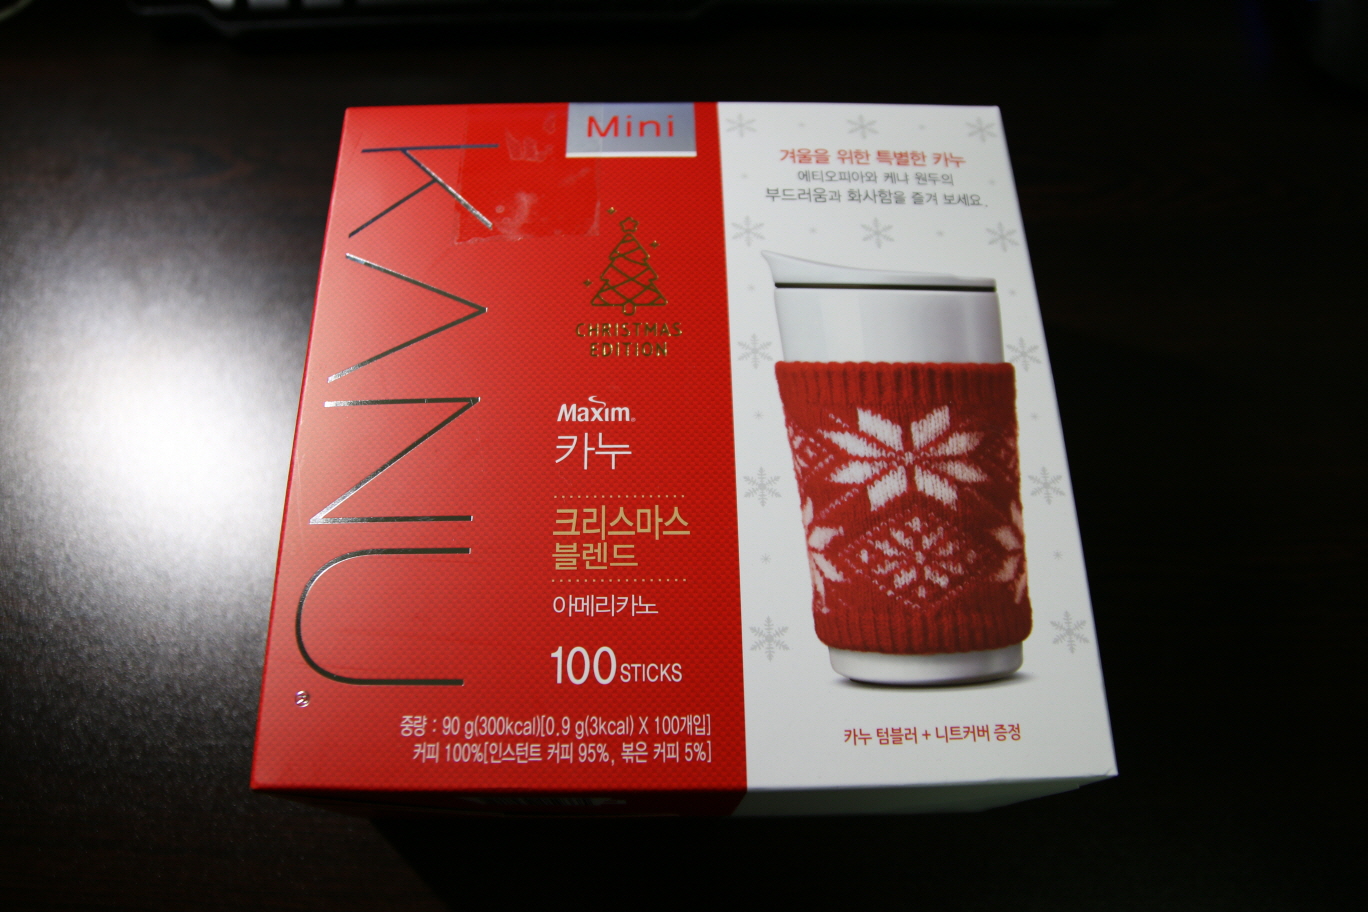 Mini
KANU®
CHRISTMAS
EDITION
Maxim®
카누
크리스마스
블렌드
아메리카노
100 STICKS
중량 : 90 g(300kcal)[0.9 g(3kcal) X 100개입]
커피 100%[인스턴트 커피 95%, 볶은 커피 5%]
겨울을 위한 특별한 카누
에티오피아와 케냐 원두의
부드러움과 화사함을 즐겨 보세요.
카누 텀블러 + 니트커버 증정